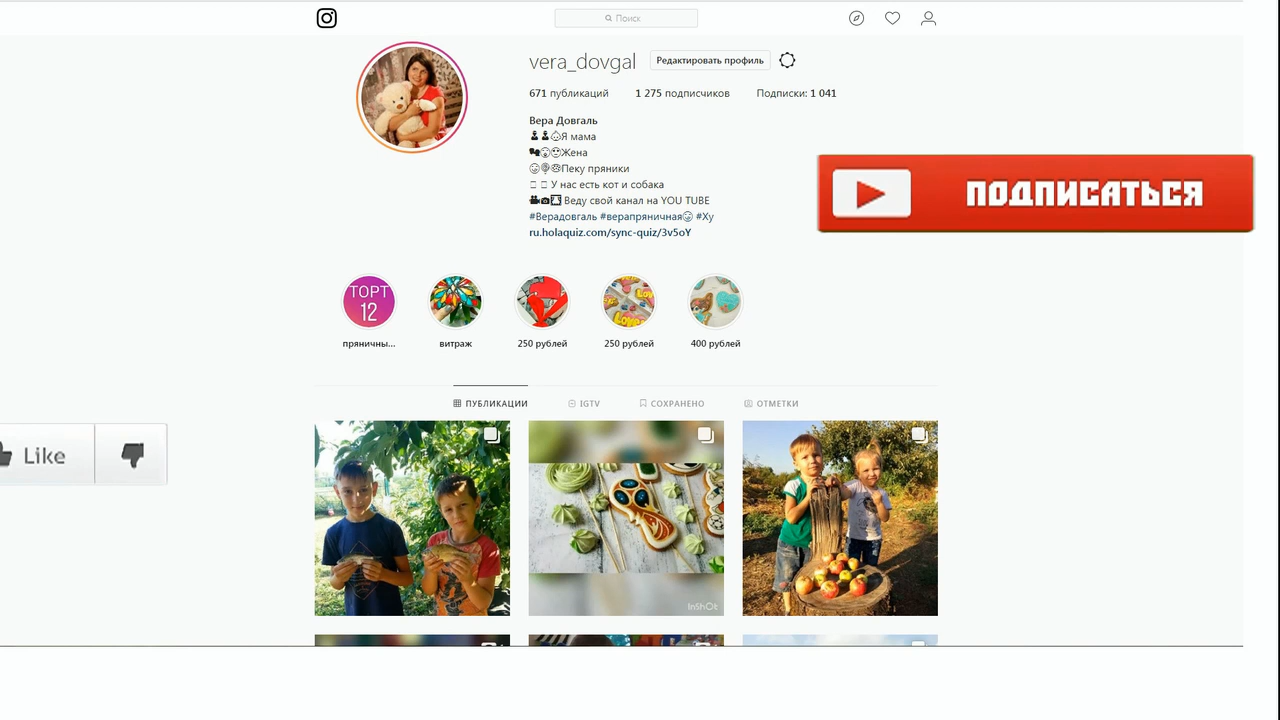 Поиск
vera_dovgal Редактировать профиль
671 публикаций 1 275 подписчиков Подписки: 1 041
Вера Довгаль
Я мама
Жена
Пеку пряники
У нас есть кот и собака
Веду свой канал на YOU TUBE
#Верадовгаль #верапряничная #Ху
ru.holaquiz.com/sync-quiz/3v5oY
ПОДПИСАТЬСЯ
ТОРТ
12
пряничны... витраж 250 рублей 250 рублей 400 рублей
ПУБЛИКАЦИИ IGTV СОХРАНЕНО ОТМЕТКИ
Like
InShOt